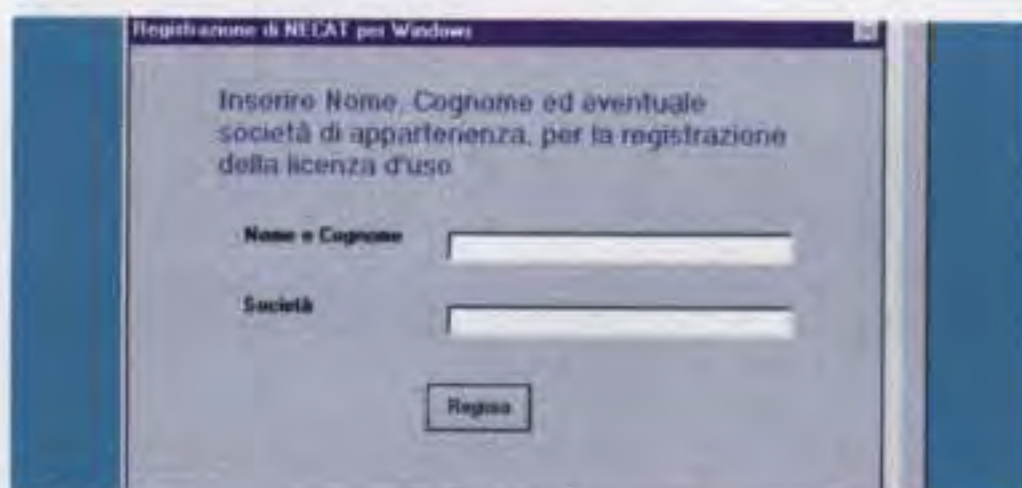 Registrazione di NECAT per Windows
Inserire Nome, Cognome ed eventuale
società di appartenenza, per la registrazione
della licenza d'uso
Nome e Cognome
Società